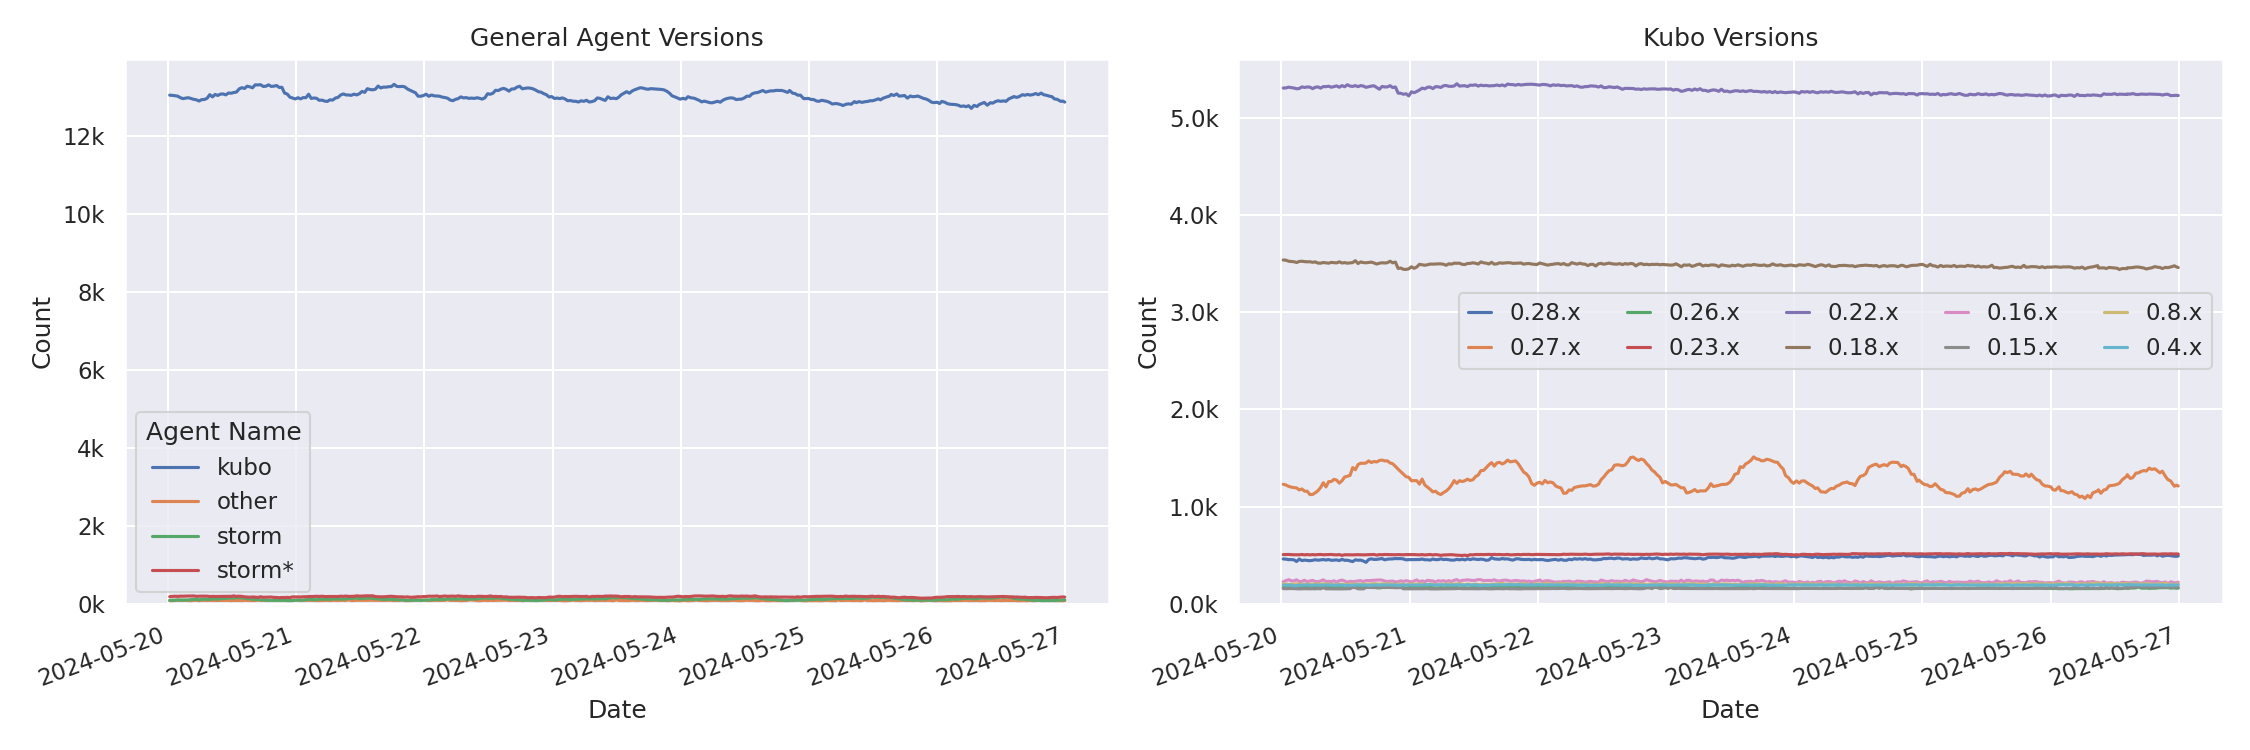 General Agent Versions
Count
12k
10k
8k
6k
4k
2k
0k
Agent Name
kubo
other
storm
storm*
2024-05-20
2024-05-21
2024-05-22
2024-05-23
2024-05-24
2024-05-25
2024-05-26
2024-05-27
Date
Kubo Versions
Count
5.0k
4.0k
3.0k
2.0k
1.0k
0.0k
0.28.x 0.26.x 0.22.x 0.16.x 0.8.x
0.27.x 0.23.x 0.18.x 0.15.x 0.4.x
2024-05-20
2024-05-21
2024-05-22
2024-05-23
2024-05-24
2024-05-25
2024-05-26
2024-05-27
Date